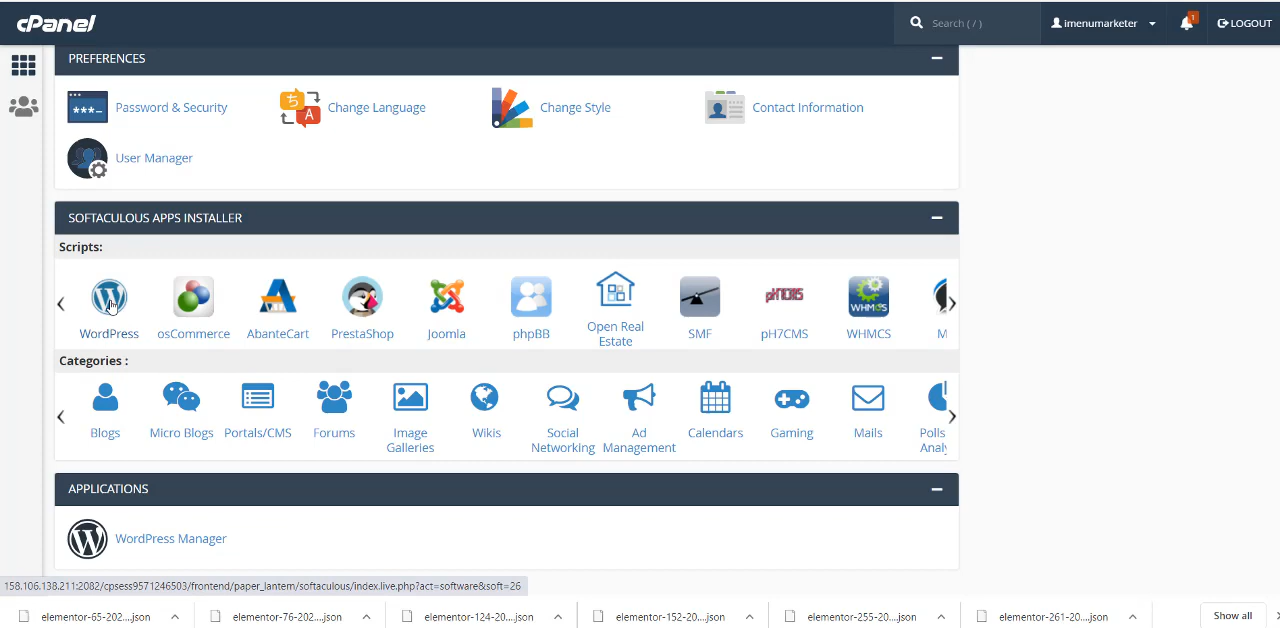 cPanel
Search ( / )
imenumarketer
1
LOGOUT
PREFERENCES
Password & Security
Change Language
Change Style
Contact Information
User Manager
SOFTACULOUS APPS INSTALLER
Scripts:
WordPress
osCommerce
AbanteCart
PrestaShop
Joomla
phpBB
Open Real
Estate
SMF
pH7CMS
WHMCS
M
Categories :
Blogs
Micro Blogs
Portals/CMS
Forums
Image
Galleries
Wikis
Social
Networking
Ad
Management
Calendars
Gaming
Mails
Polls
Analy
APPLICATIONS
WordPress Manager
158.106.138.211:2082/cpsess9571246503/frontend/paper_lantern/softaculous/index.live.php?act=software&soft=26
elementor-65-202....json
elementor-76-202....json
elementor-124-20....json
elementor-152-20....json
elementor-255-20....json
elementor-261-20....json
Show all